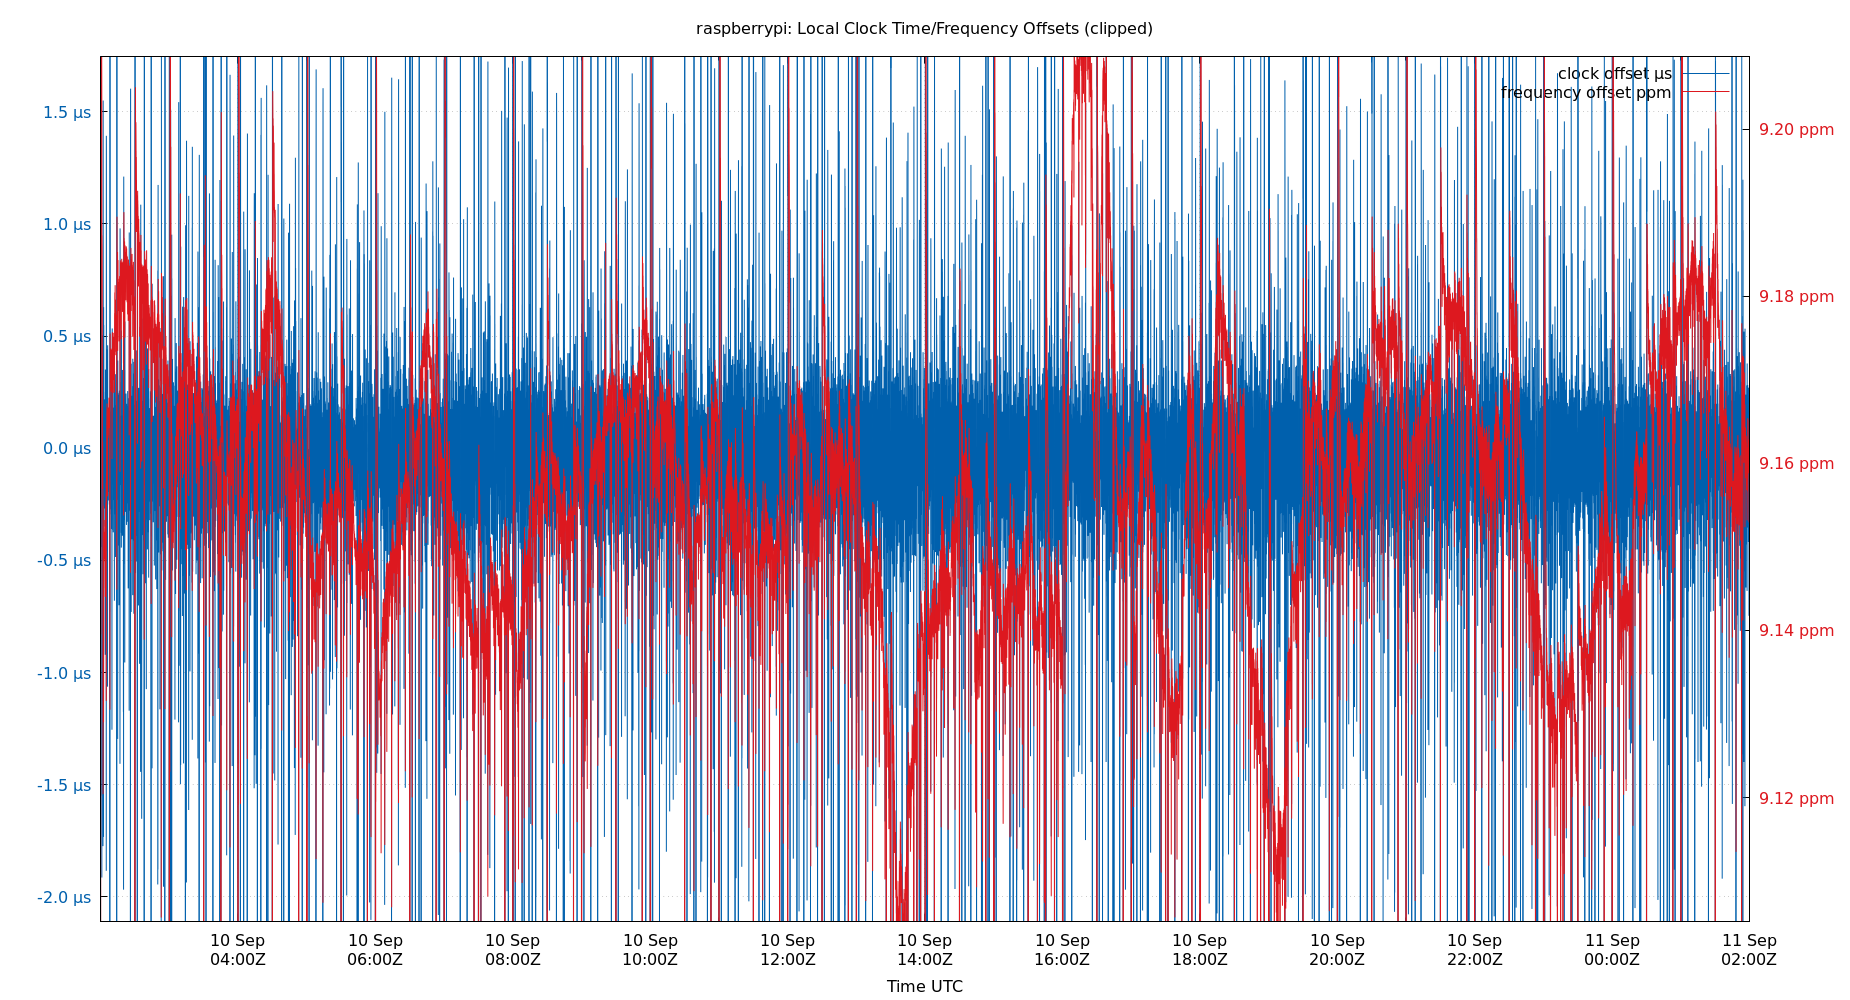 raspberrypi: Local Clock Time/Frequency Offsets (clipped)
clock offset µs
frequency offset ppm
1.5 µs
1.0 µs
0.5 µs
0.0 µs
-0.5 µs
-1.0 µs
-1.5 µs
-2.0 µs
9.20 ppm
9.18 ppm
9.16 ppm
9.14 ppm
9.12 ppm
10 Sep
04:00Z
10 Sep
06:00Z
10 Sep
08:00Z
10 Sep
10:00Z
10 Sep
12:00Z
10 Sep
14:00Z
10 Sep
16:00Z
10 Sep
18:00Z
10 Sep
20:00Z
10 Sep
22:00Z
11 Sep
00:00Z
11 Sep
02:00Z
Time UTC